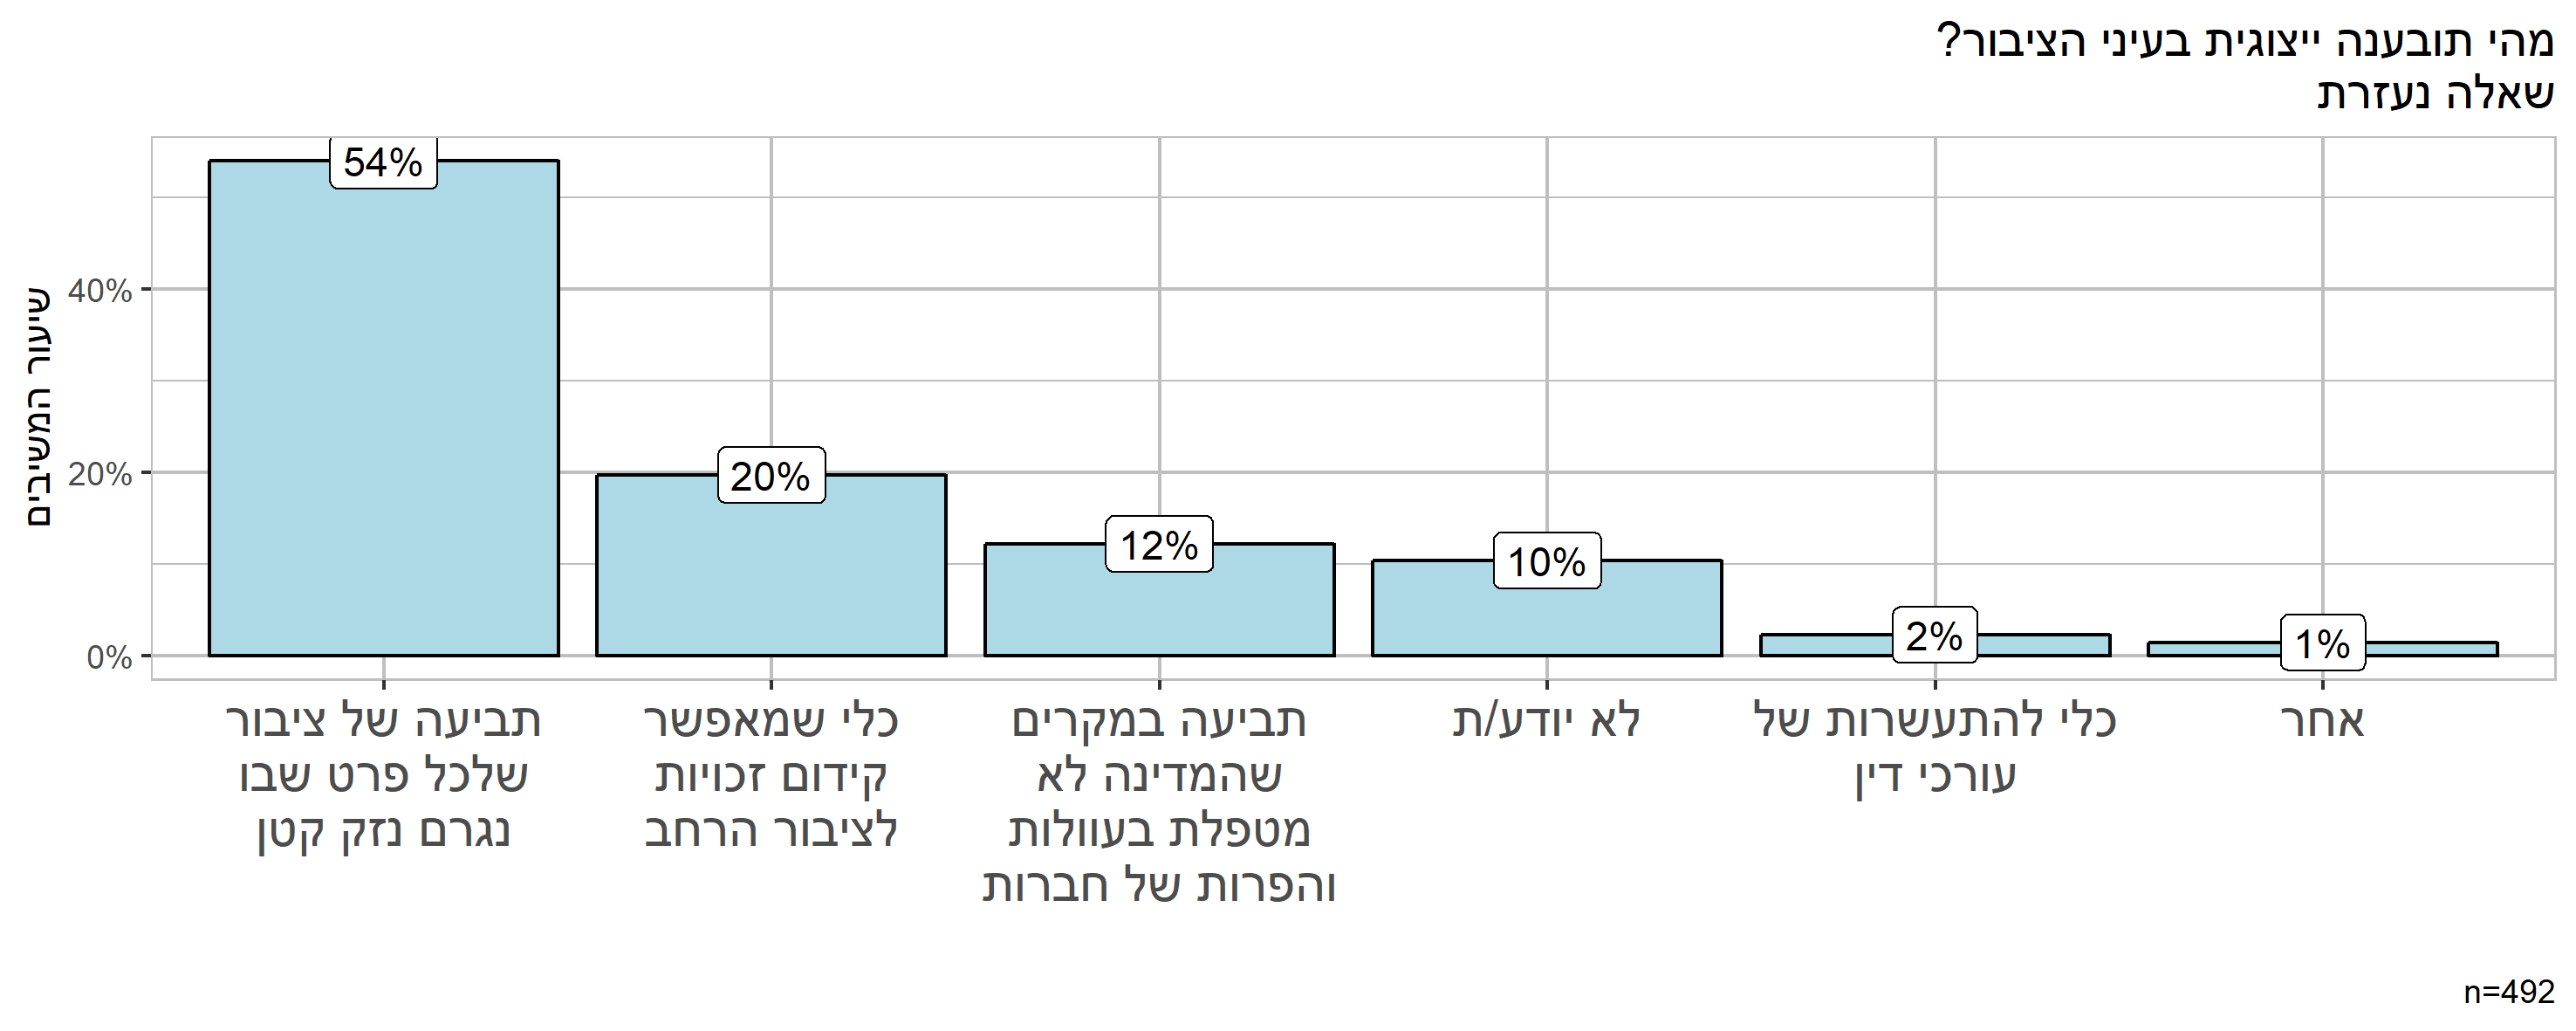 מהי תובענה ייצוגית בעיני הציבור?
שאלה נעזרת
שיעור המשיבים
40%
20%
0%
54%
20%
12%
10%
2%
1%
תביעה של ציבור
שלכל פרט שבו
נגרם נזק קטן
כלי שמאפשר
קידום זכויות
לציבור הרחב
תביעה במקרים
שהמדינה לא
מטפלת בעוולות
והפרות של חברות
לא יודע/ת
כלי להתעשרות של
עורכי דין
אחר
n=492